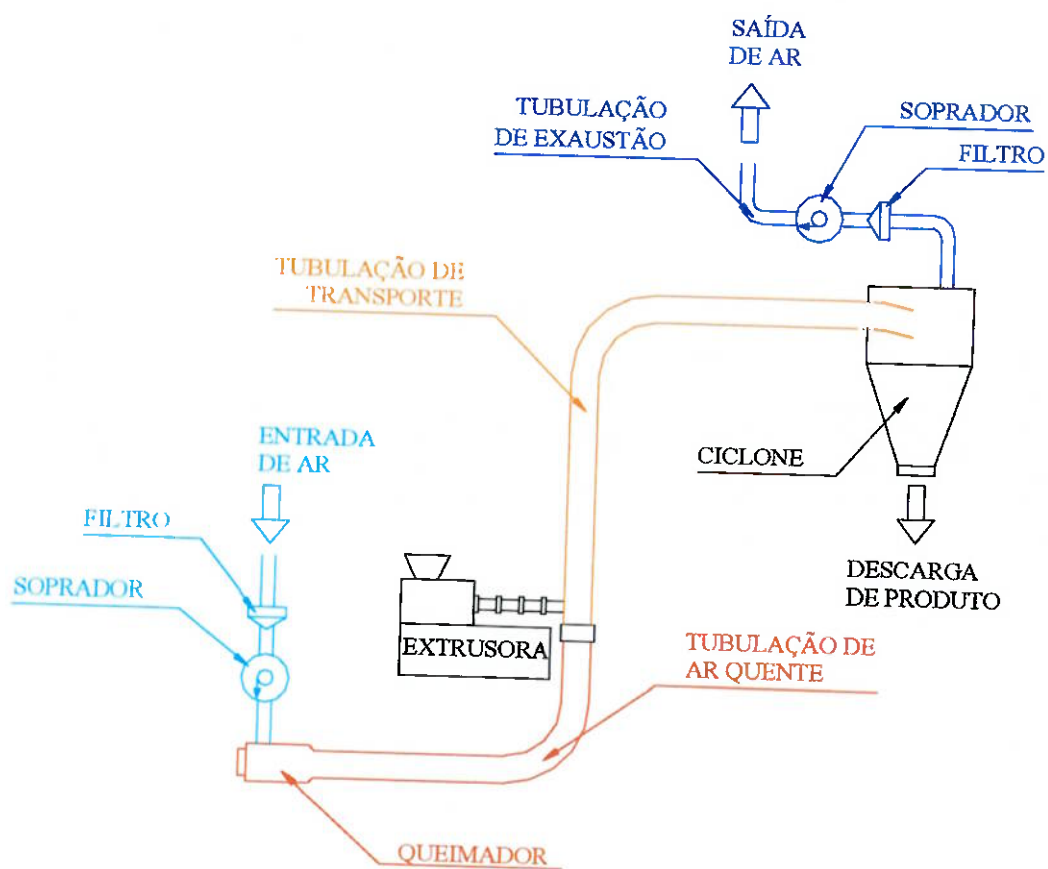 SAÍDA
DE AR
TUBULAÇÃO
DE EXAUSTÃO
SOPRADOR
FILTRO
TUBULAÇÃO DE
TRANSPORTE
ENTRADA
DE AR
CICLONE
FILTRO
SOPRADOR
DESCARGA
DE PRODUTO
EXTRUSORA
TUBULAÇÃO DE
AR QUENTE
QUEIMADOR